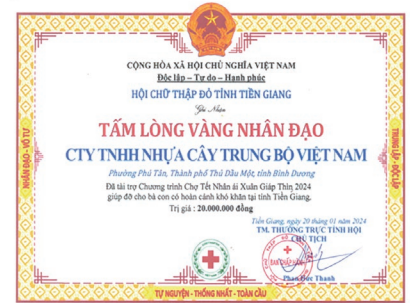 CỘNG HÒA XÃ HỘI CHỦ NGHĨA VIỆT NAM
Độc lập – Tự do – Hạnh phúc
HỘI CHỮ THẬP ĐỎ TỈNH TIỀN GIANG
Ghi Nhận
TẤM LÒNG VÀNG NHÂN ĐẠO
CTY TNHH NHỰA CÂY TRUNG BỘ VIỆT NAM
Phường Phú Tân, Thành phố Thủ Dầu Một, tỉnh Bình Dương
Đã tài trợ Chương trình Chợ Tết Nhân ái Xuân Giáp Thìn 2024
giúp đỡ cho bà con có hoàn cảnh khó khăn tại tỉnh Tiền Giang.
Trị giá : 20.000.000 đồng
Tiền Giang, ngày 20 tháng 01 năm 2024
TM. THƯỜNG TRỰC TỈNH HỘI
CHỦ TỊCH
Phan Đức Thanh
NHÂN ĐẠO - VÔ TƯ
TRUNG LẬP - ĐỘC LẬP
TỰ NGUYỆN - THỐNG NHẤT - TOÀN CẦU